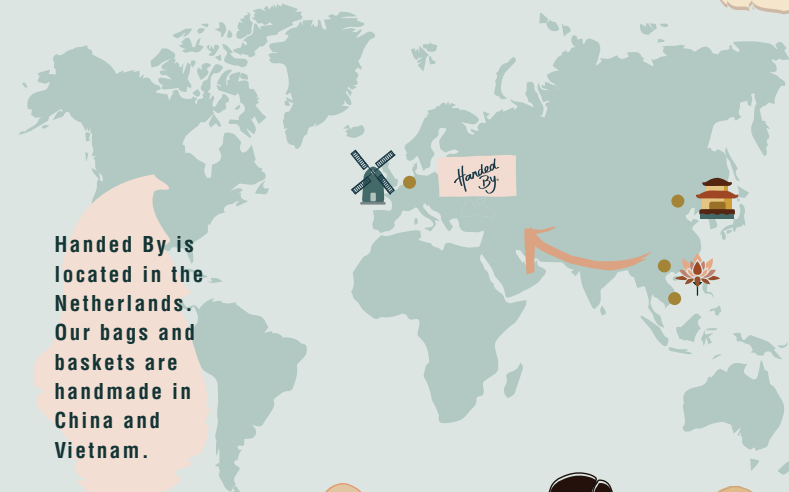 Handed By is
located in the
Netherlands.
Our bags and
baskets are
handmade in
China and
Vietnam.
Handed
By